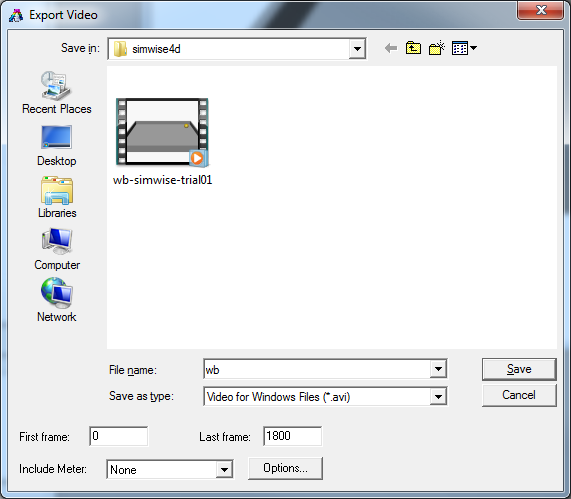 Export Video
Save in: simwise4d
Recent Places
Desktop
Libraries
Computer
Network
wb-simwise-trial01
File name: wb Save
Save as type: Video for Windows Files (*.avi) Cancel
First frame: 0 Last frame: 1800
Include Meter: None Options...